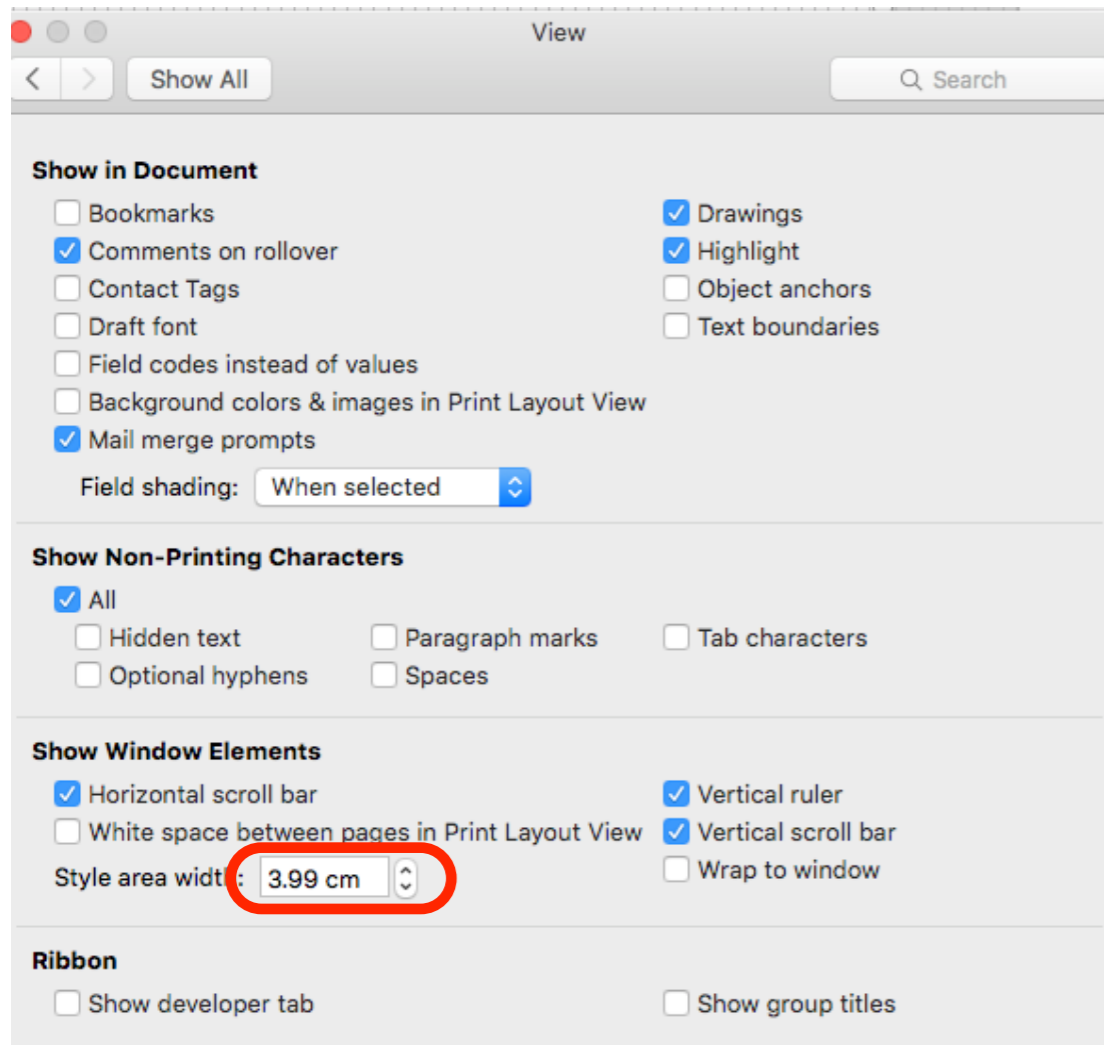 View
Show All
Search
Show in Document
Bookmarks
Drawings
Comments on rollover
Highlight
Contact Tags
Object anchors
Draft font
Text boundaries
Field codes instead of values
Background colors & images in Print Layout View
Mail merge prompts
Field shading: When selected
Show Non-Printing Characters
All
Hidden text
Paragraph marks
Tab characters
Optional hyphens
Spaces
Show Window Elements
Horizontal scroll bar
Vertical ruler
White space between pages in Print Layout View
Vertical scroll bar
Style area width: 3.99 cm
Wrap to window
Ribbon
Show developer tab
Show group titles